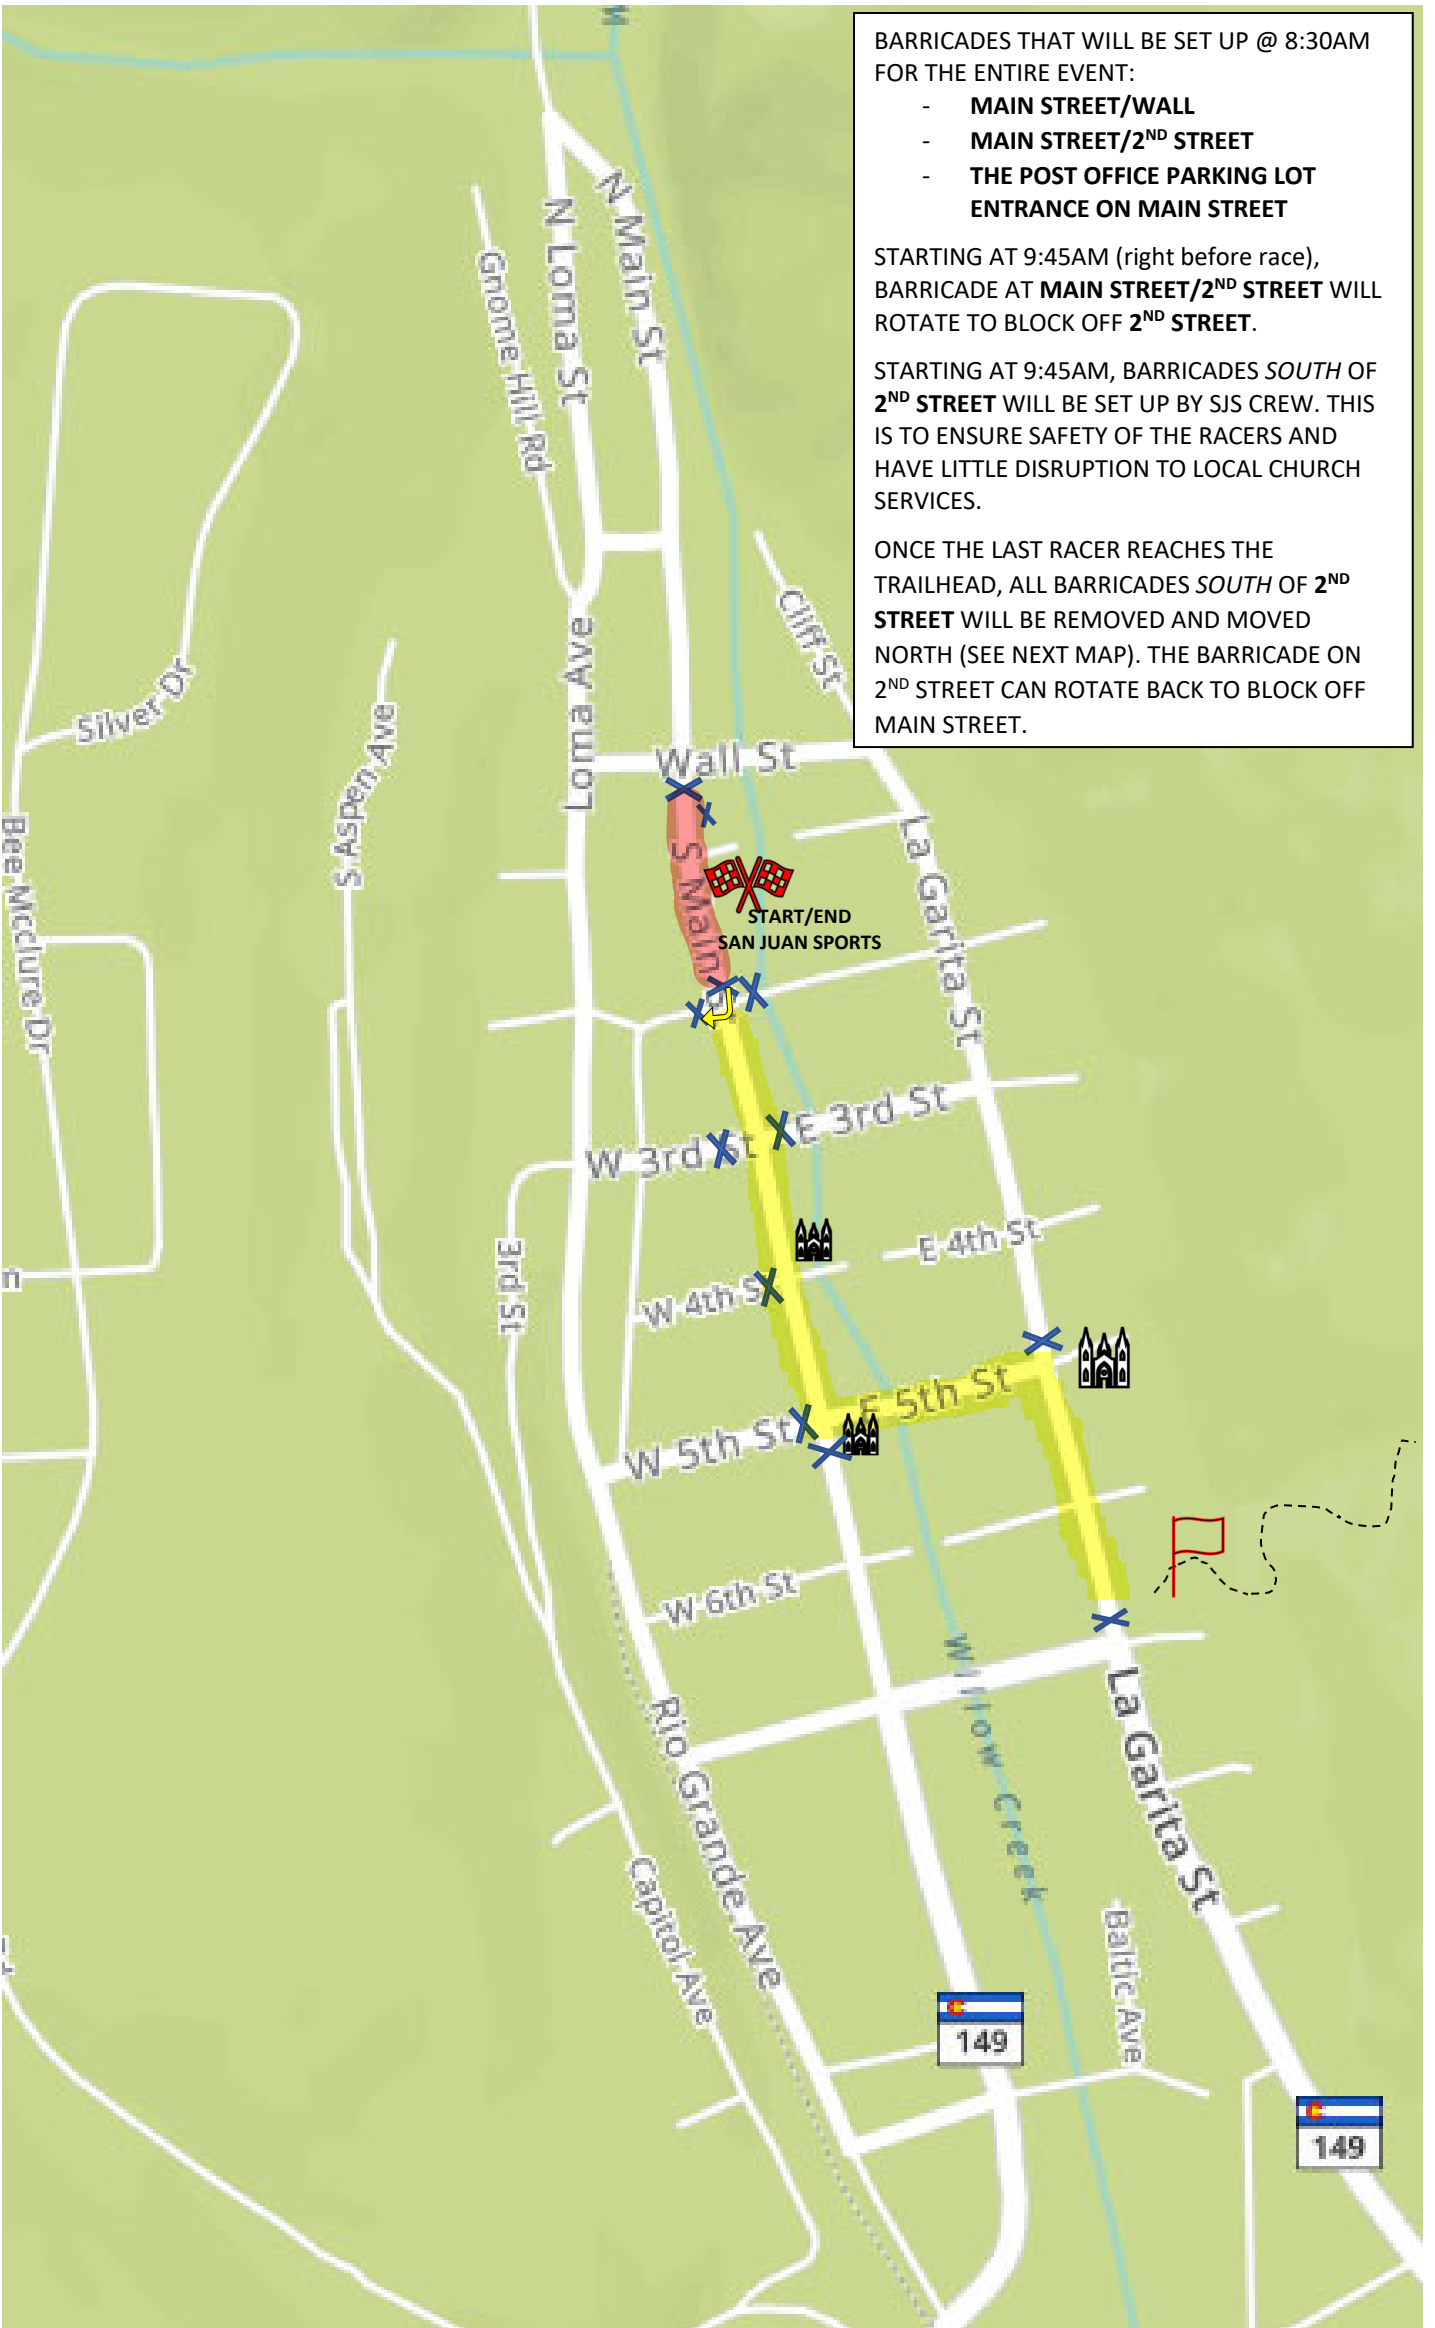 BARRICADES THAT WILL BE SET UP @ 8:30AM
FOR THE ENTIRE EVENT:
- MAIN STREET/WALL
- MAIN STREET/2ND STREET
- THE POST OFFICE PARKING LOT
ENTRANCE ON MAIN STREET
STARTING AT 9:45AM (right before race),
BARRICADE AT MAIN STREET/2ND STREET WILL
ROTATE TO BLOCK OFF 2ND STREET.
STARTING AT 9:45AM, BARRICADES SOUTH OF
2ND STREET WILL BE SET UP BY SJS CREW. THIS
IS TO ENSURE SAFETY OF THE RACERS AND
HAVE LITTLE DISRUPTION TO LOCAL CHURCH
SERVICES.
ONCE THE LAST RACER REACHES THE
TRAILHEAD, ALL BARRICADES SOUTH OF 2ND
STREET WILL BE REMOVED AND MOVED
NORTH (SEE NEXT MAP). THE BARRICADE ON
2ND STREET CAN ROTATE BACK TO BLOCK OFF
MAIN STREET.
N Main St
N Loma St
Gnome Hill Rd
Cliff St
Loma Ave
Silver Dr
S Aspen Ave
Wall St
Bee Mcclure Dr
S Main
La Garita St
START/END
SAN JUAN SPORTS
E 3rd St
W 3rd St
E 4th St
3rd St
W 4th S
E 5th St
W 5th St
W 6th St
Willow Creek
La Garita St
Rio Grande Ave
Capitol Ave
Baltic Ave
149
149